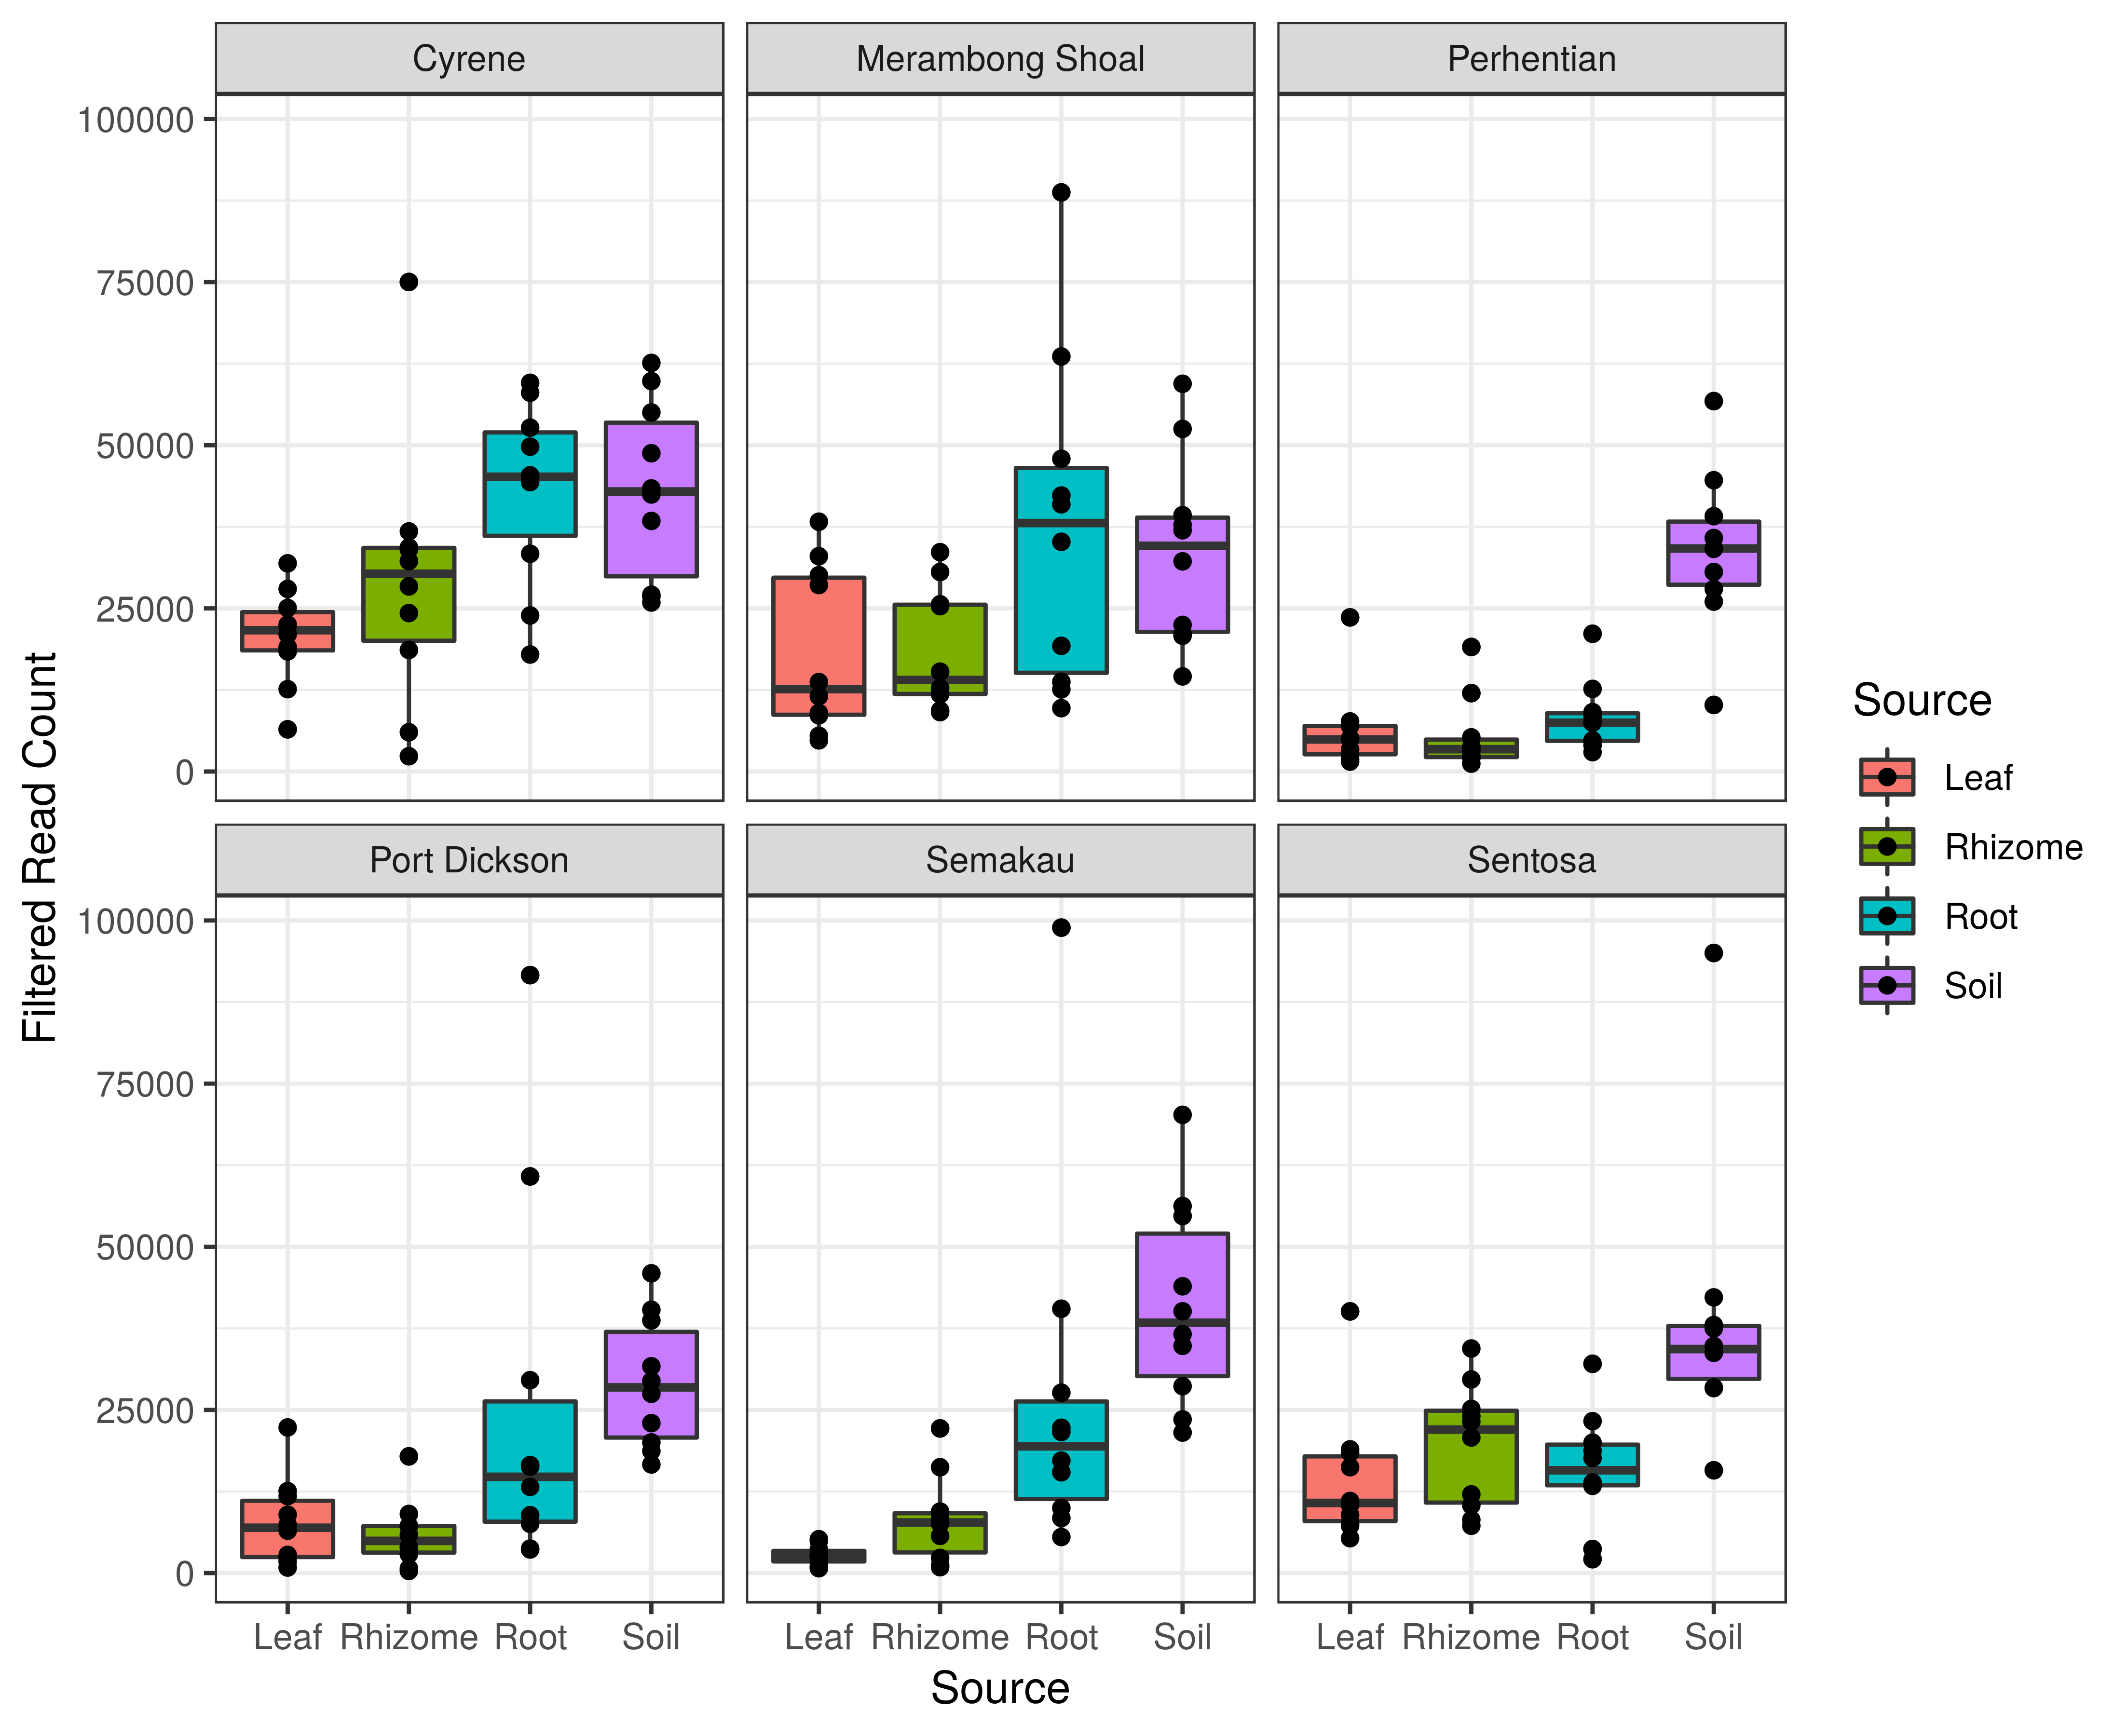 Cyrene
Merambong Shoal
Perhentian
100000
75000
50000
25000
0
Port Dickson
Semakau
Sentosa
100000
75000
50000
25000
0
Leaf Rhizome Root Soil
Leaf Rhizome Root Soil
Leaf Rhizome Root Soil
Source
Filtered Read Count
Source
Leaf
Rhizome
Root
Soil